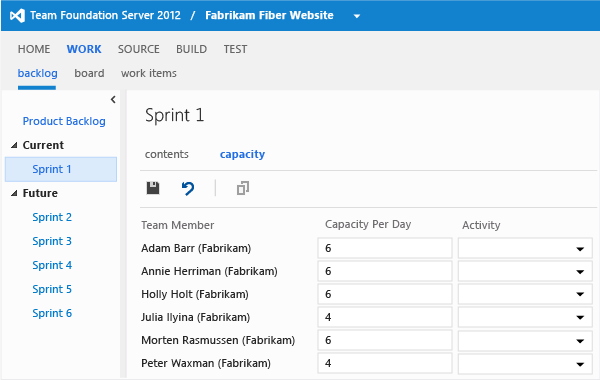 Team Foundation Server 2012 / Fabrikam Fiber Website
HOME WORK SOURCE BUILD TEST
backlog board work items
Product Backlog
Current
Sprint 1
Future
Sprint 2
Sprint 3
Sprint 4
Sprint 5
Sprint 6
Sprint 1
contents capacity
Team Member Capacity Per Day Activity
Adam Barr (Fabrikam) 6
Annie Herriman (Fabrikam) 6
Holly Holt (Fabrikam) 6
Julia Ilyina (Fabrikam) 4
Morten Rasmussen (Fabrikam) 6
Peter Waxman (Fabrikam) 4